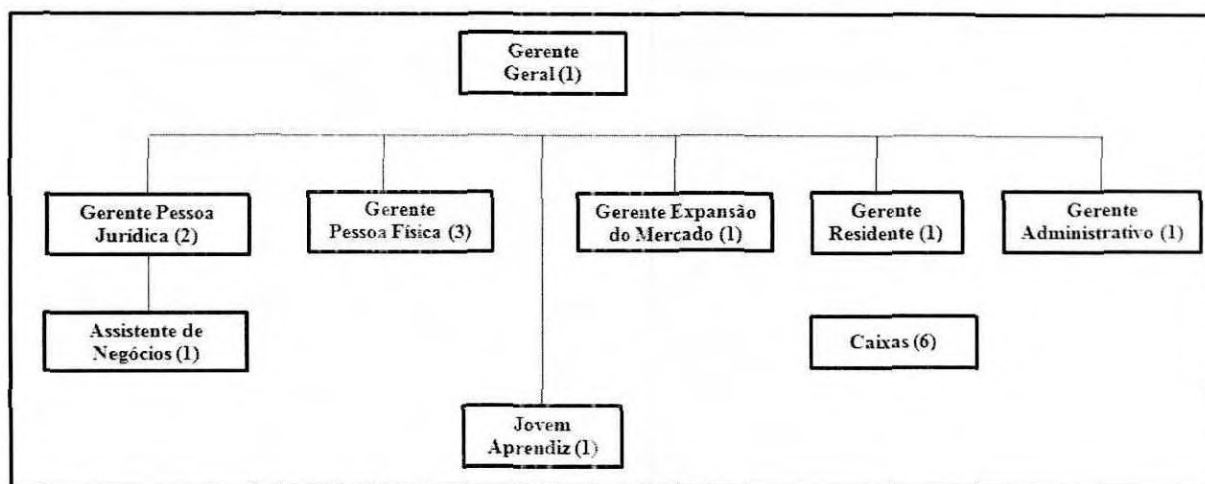 Gerente
Geral (1)
Gerente Pessoa
Jurídica (2)
Gerente
Pessoa Física (3)
Gerente Expansão
do Mercado (1)
Gerente
Residente (1)
Gerente
Administrativo (1)
Assistente de
Negócios (1)
Caixas (6)
Jovem
Aprendiz (1)